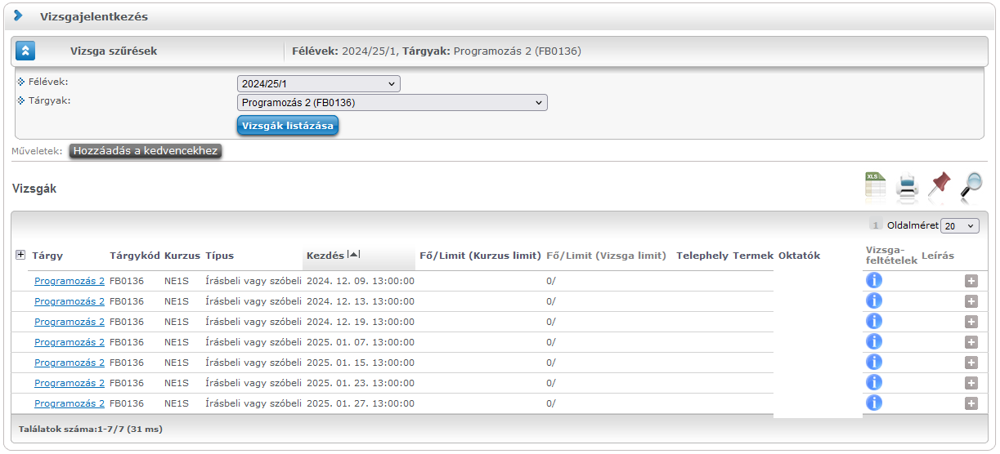 Vizsgajelentkezés
Vizsga szűrések Félévek: 2024/25/1, Tárgyak: Programozás 2 (FB0136)
Félévek: 2024/25/1
Tárgyak: Programozás 2 (FB0136)
Vizsgák listázása
Műveletek: Hozzáadás a kedvencekhez
XLS
Vizsgák
1 Oldalméret 20
Tárgy Tárgykód Kurzus Típus Kezdés Fő/Limit (Kurzus limit) Fő/Limit (Vizsga limit) Telephely Termek Oktatók Vizsga- feltételek Leírás
Programozás 2 FB0136 NE1S Írásbeli vagy szóbeli 2024. 12. 09. 13:00:00 0/
Programozás 2 FB0136 NE1S Írásbeli vagy szóbeli 2024. 12. 13. 13:00:00 0/
Programozás 2 FB0136 NE1S Írásbeli vagy szóbeli 2024. 12. 19. 13:00:00 0/
Programozás 2 FB0136 NE1S Írásbeli vagy szóbeli 2025. 01. 07. 13:00:00 0/
Programozás 2 FB0136 NE1S Írásbeli vagy szóbeli 2025. 01. 15. 13:00:00 0/
Programozás 2 FB0136 NE1S Írásbeli vagy szóbeli 2025. 01. 23. 13:00:00 0/
Programozás 2 FB0136 NE1S Írásbeli vagy szóbeli 2025. 01. 27. 13:00:00 0/
Találatok száma:1-7/7 (31 ms)